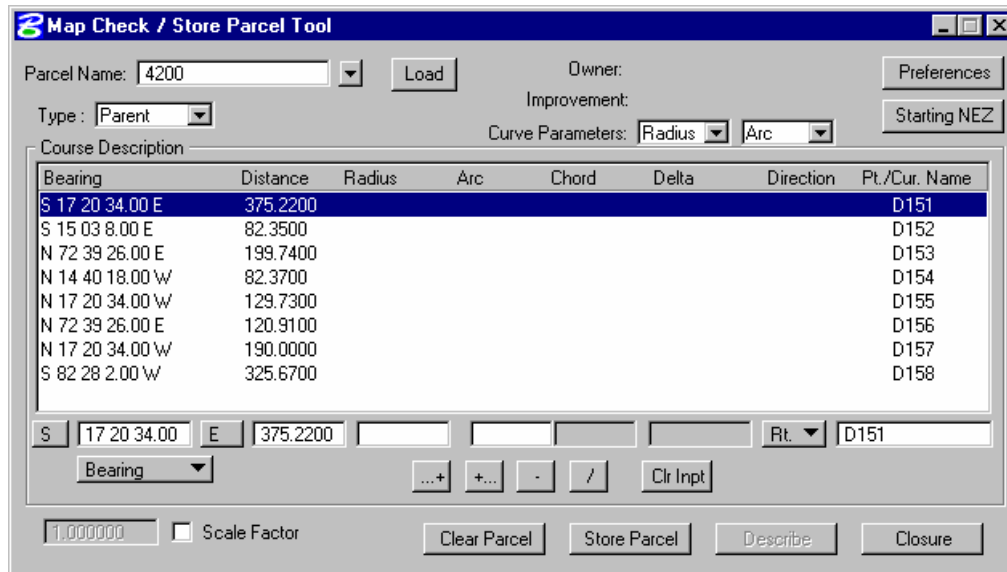 Map Check / Store Parcel Tool
Parcel Name: 4200 Load Owner: Preferences
Improvement:
Type : Parent Starting NEZ
Curve Parameters: Radius Arc
Course Description
Bearing Distance Radius Arc Chord Delta Direction Pt./Cur. Name
S 17 20 34.00 E 375.2200 D151
S 15 03 8.00 E 82.3500 D152
N 72 39 26.00 E 199.7400 D153
N 14 40 18.00 W 82.3700 D154
N 17 20 34.00 W 129.7300 D155
N 72 39 26.00 E 120.9100 D156
N 17 20 34.00 W 190.0000 D157
S 82 28 2.00 W 325.6700 D158
S 17 20 34.00 E 375.2200 Rt. D151
Bearing ...+ +... - / Clr Inpt
1.000000 Scale Factor Clear Parcel Store Parcel Describe Closure